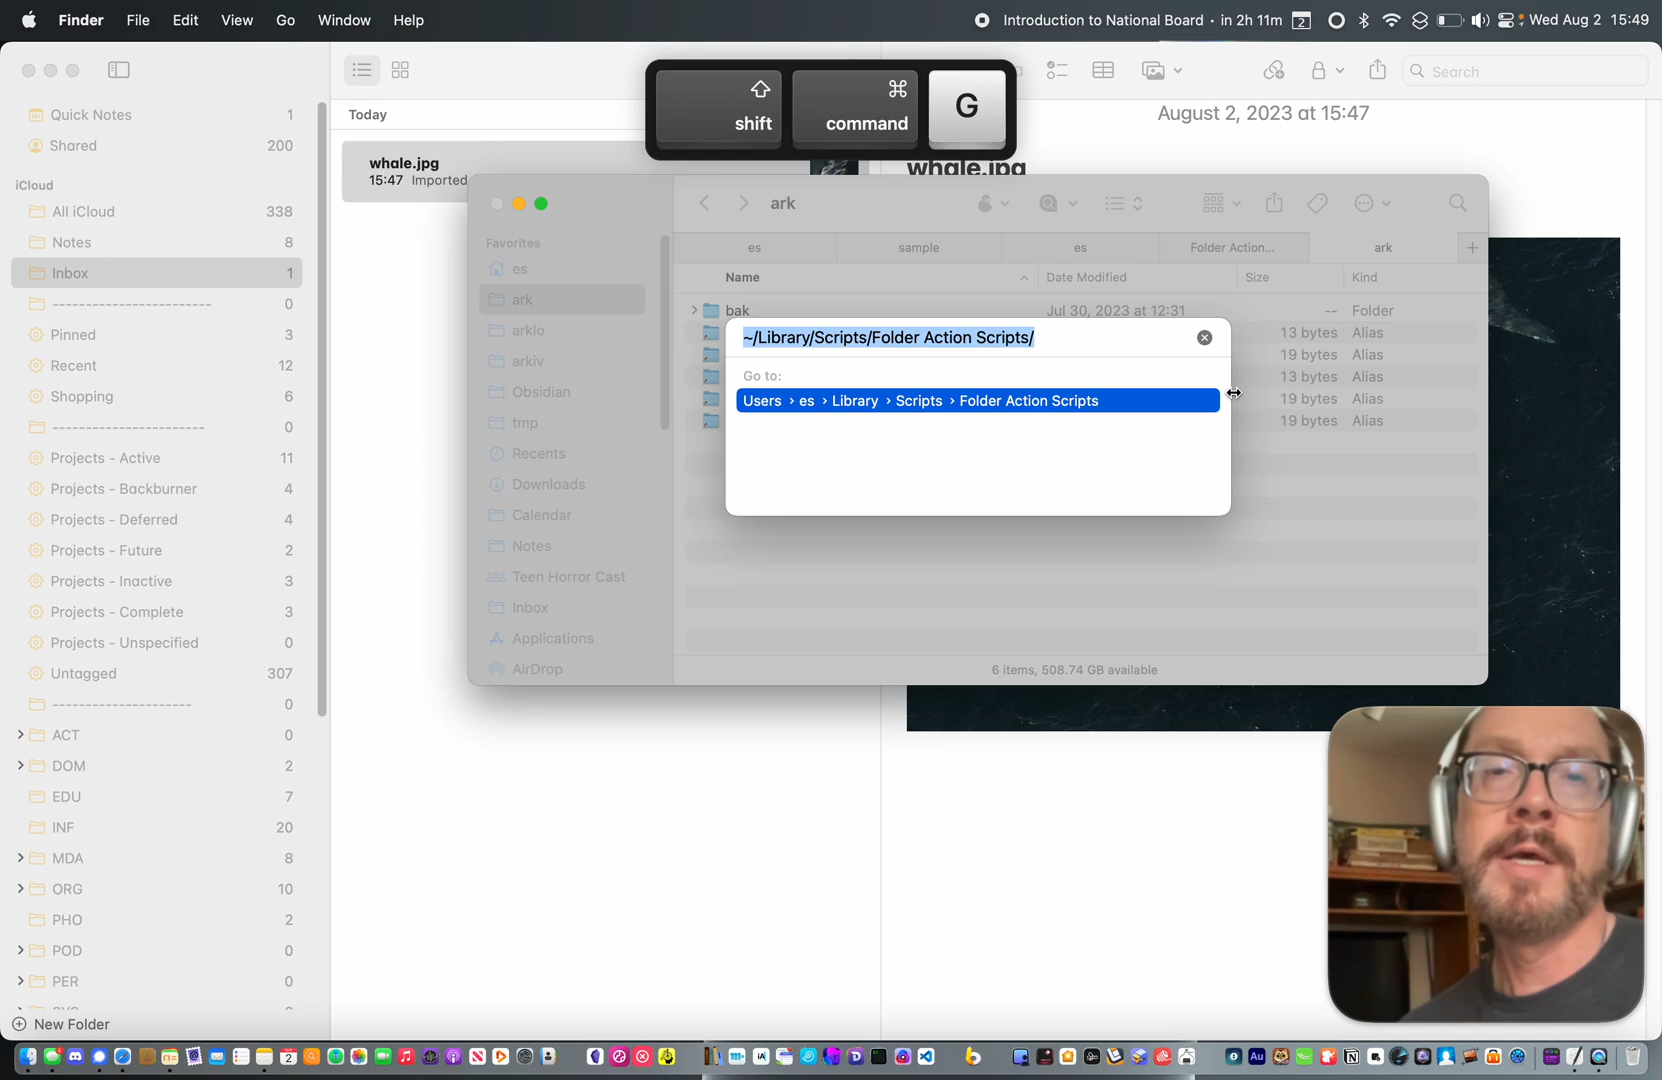 Finder File Edit View Go Window Help
Introduction to National Board · in 2h 11m 2 Wed Aug 2 15:49
shift
command
G
Search
Quick Notes 1
Shared 200
iCloud
All iCloud 338
Notes 8
Inbox 1
------------------------ 0
Pinned 3
Recent 12
Shopping 6
----------------------- 0
Projects - Active 11
Projects - Backburner 4
Projects - Deferred 4
Projects - Future 2
Projects - Inactive 3
Projects - Complete 3
Projects - Unspecified 0
Untagged 307
--------------------- 0
ACT 0
DOM 2
EDU 7
INF 20
MDA 8
ORG 10
PHO 2
POD 0
PER 0
New Folder
Today
whale.jpg
15:47 Imported
August 2, 2023 at 15:47
whale.jpg
ark
Favorites
es
ark
arklo
arkiv
Obsidian
tmp
Recents
Downloads
Calendar
Notes
Teen Horror Cast
Inbox
Applications
AirDrop
es sample es Folder Action... ark
Name Date Modified Size Kind
bak Jul 30, 2023 at 12:31 -- Folder
13 bytes Alias
19 bytes Alias
13 bytes Alias
19 bytes Alias
19 bytes Alias
~/Library/Scripts/Folder Action Scripts/
Go to:
Users › es › Library › Scripts › Folder Action Scripts
6 items, 508.74 GB available